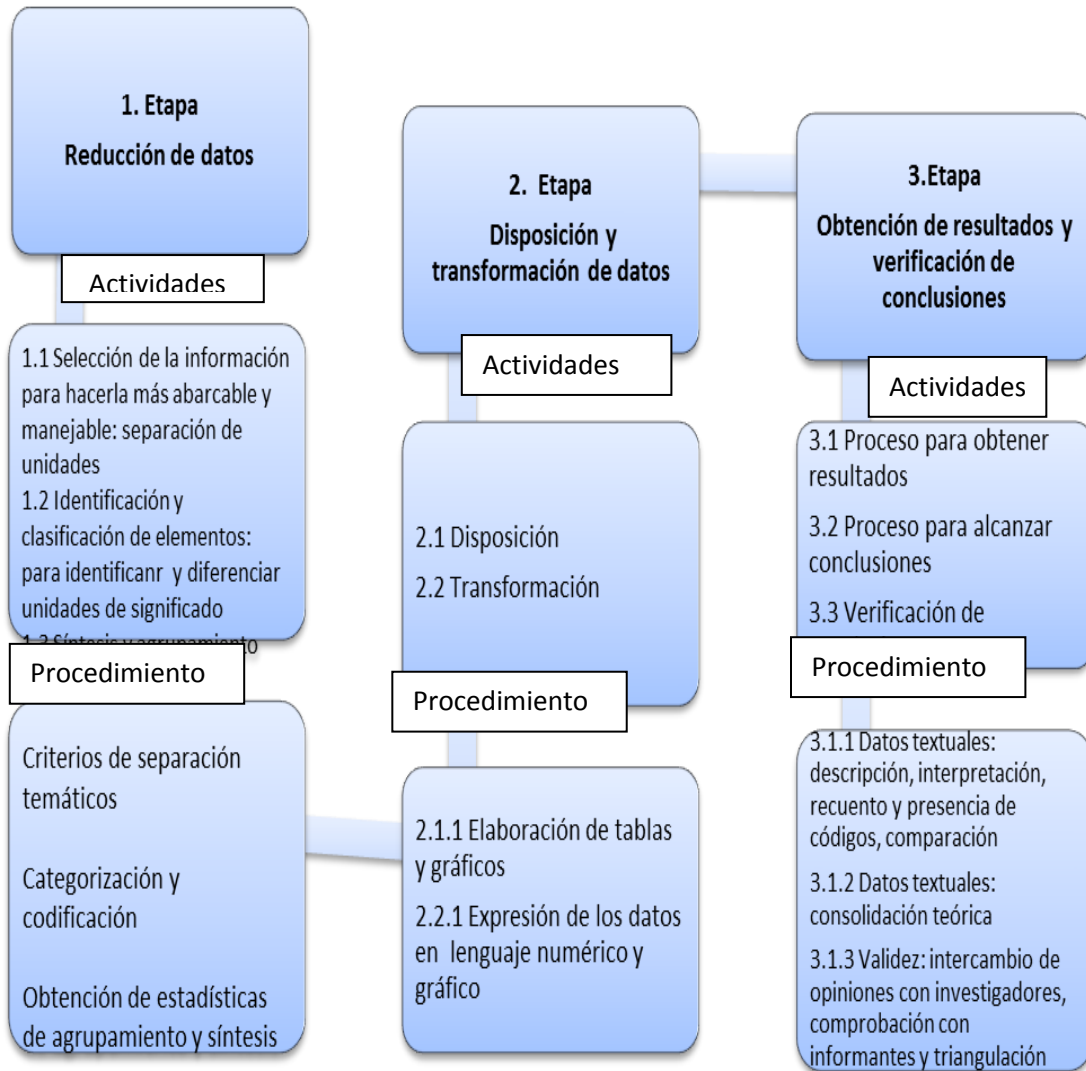 1. Etapa
Reducción de datos
Actividades
1.1 Selección de la información
para hacerla más abarcable y
manejable: separación de
unidades
1.2 Identificación y
clasificación de elementos:
para identificanr y diferenciar
unidades de significado
1.3 Síntesis y agrupamiento
Procedimiento
Criterios de separación
temáticos
Categorización y
codificación
Obtención de estadísticas
de agrupamiento y síntesis
2. Etapa
Disposición y
transformación de datos
Actividades
2.1 Disposición
2.2 Transformación
Procedimiento
2.1.1 Elaboración de tablas
y gráficos
2.2.1 Expresión de los datos
en lenguaje numérico y
gráfico
3.Etapa
Obtención de resultados y
verificación de
conclusiones
Actividades
3.1 Proceso para obtener
resultados
3.2 Proceso para alcanzar
conclusiones
3.3 Verificación de
Procedimiento
3.1.1 Datos textuales:
descripción, interpretación,
recuento y presencia de
códigos, comparación
3.1.2 Datos textuales:
consolidación teórica
3.1.3 Validez: intercambio de
opiniones con investigadores,
comprobación con
informantes y triangulación